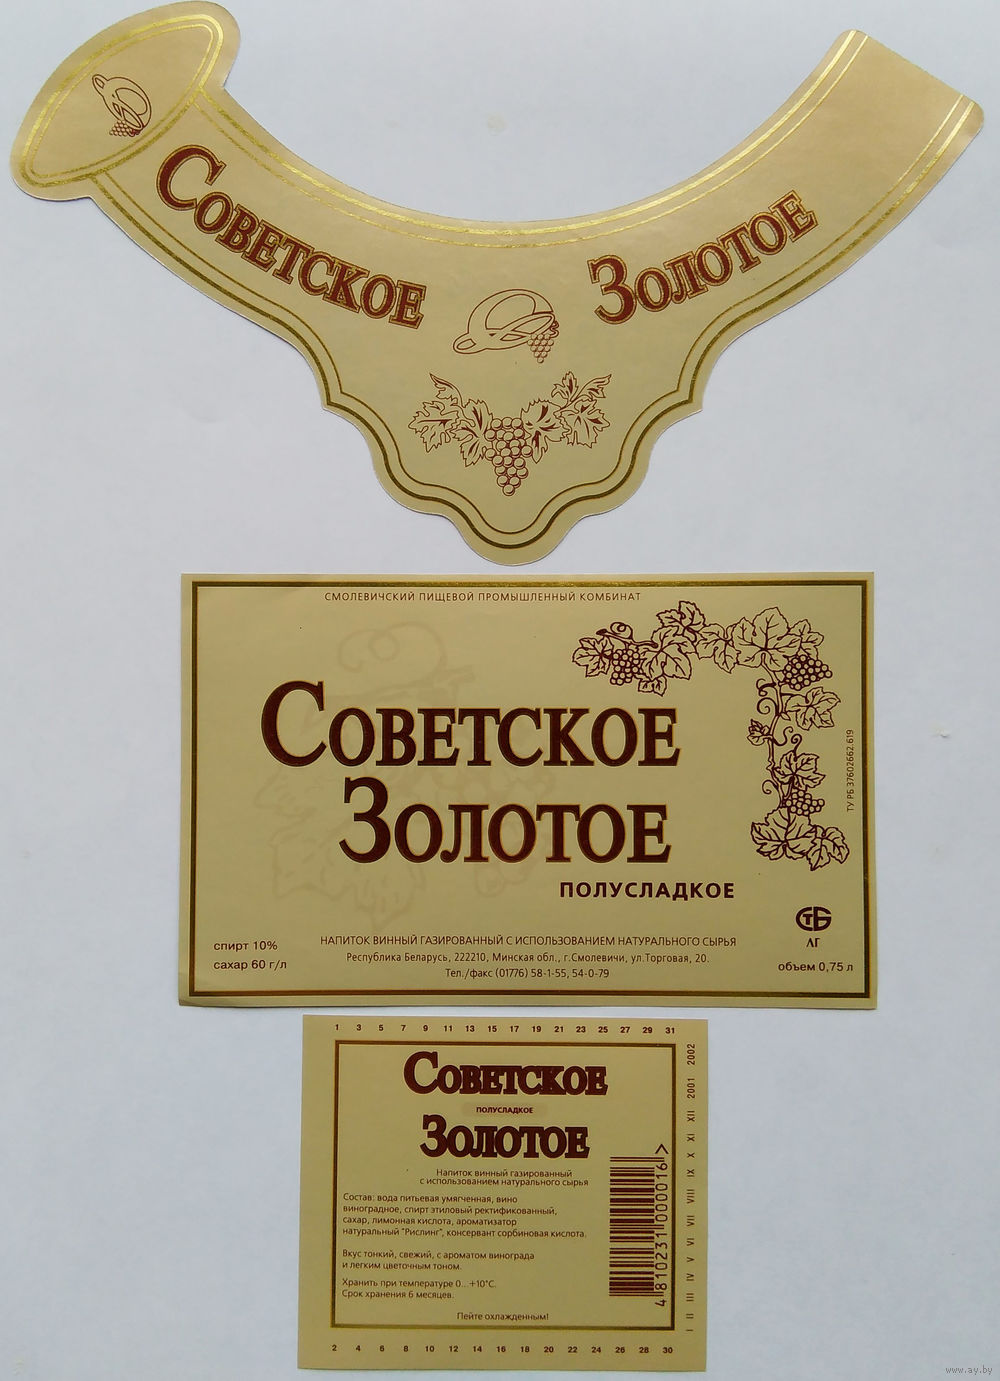 Советское Золотое
Смолевичский пищевой промышленный комбинат
Советское
Золотое
полусладкое
ТУ РБ 37602662.619
СТБ
ЛГ
спирт 10%
сахар 60 г/л
Напиток винный газированный с использованием натурального сырья
Республика Беларусь, 222210, Минская обл., г.Смолевичи, ул.Торговая, 20.
Тел./факс (01776) 58-1-55, 54-0-79
объем 0,75 л
1 3 5 7 9 11 13 15 17 19 21 23 25 27 29 31
Советское
полусладкое
Золотое
Напиток винный газированный
с использованием натурального сырья
Состав: вода питьевая умягченная, вино
виноградное, спирт этиловый ректификованный,
сахар, лимонная кислота, ароматизатор
натуральный "Рислинг", консервант сорбиновая кислота.
Вкус тонкий, свежий, с ароматом винограда
и легким цветочным тоном.
Хранить при температуре 0...+10°С.
Срок хранения 6 месяцев.
Пейте охлажденным!
4 810231 000016 >
I II III IV V VI VII VIII IX X XI XII 2001 2002
2 4 6 8 10 12 14 16 18 20 22 24 26 28 30
www.ay.by